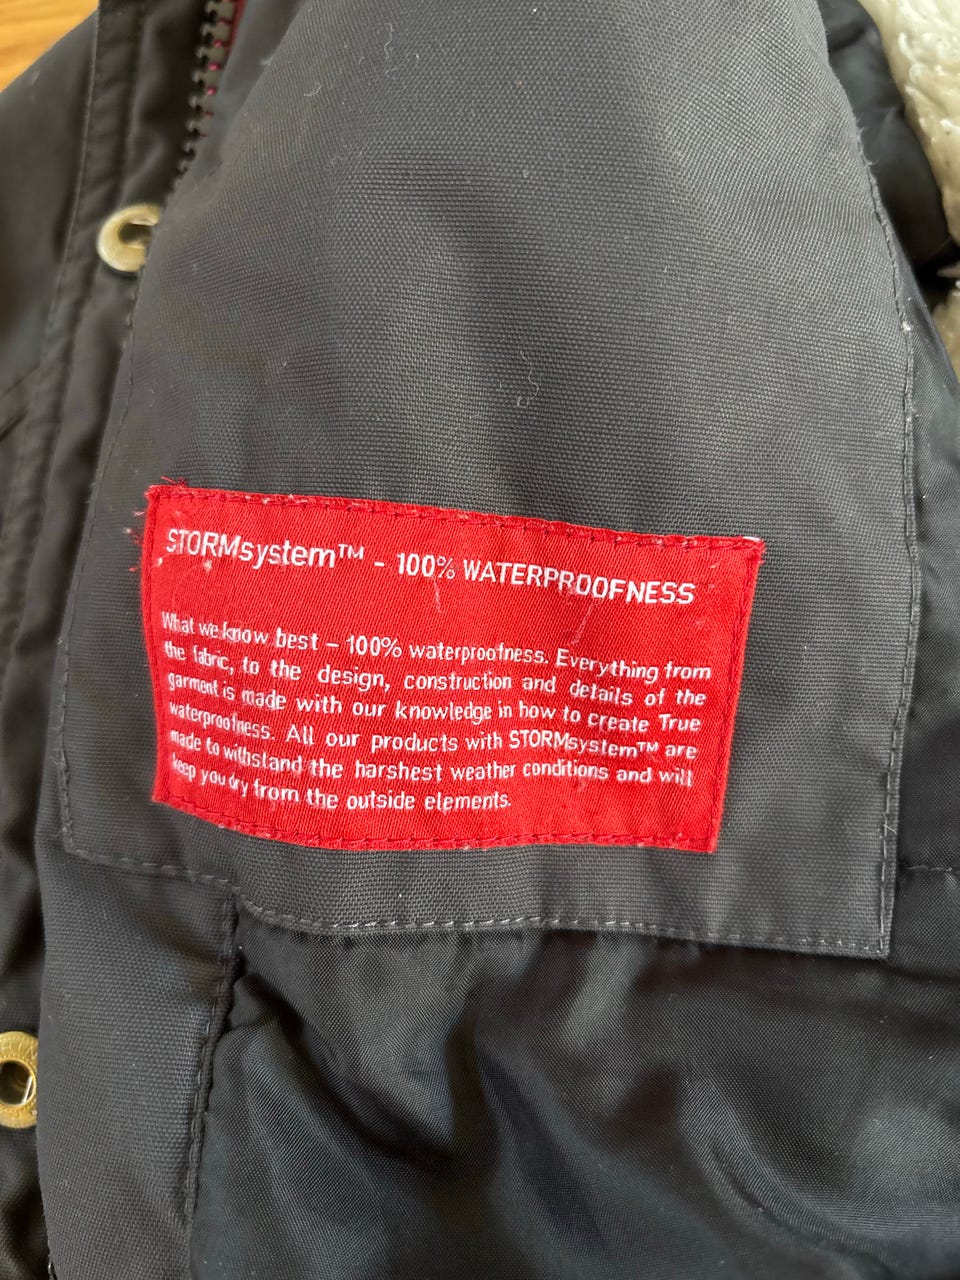 STORMsystem™ - 100% WATERPROOFNESS
What we know best – 100% waterproofness. Everything from
the fabric, to the design, construction and details of the
garment is made with our knowledge in how to create True
waterproofness. All our products with STORMsystem™ are
made to withstand the harshest weather conditions and will
keep you dry from the outside elements.